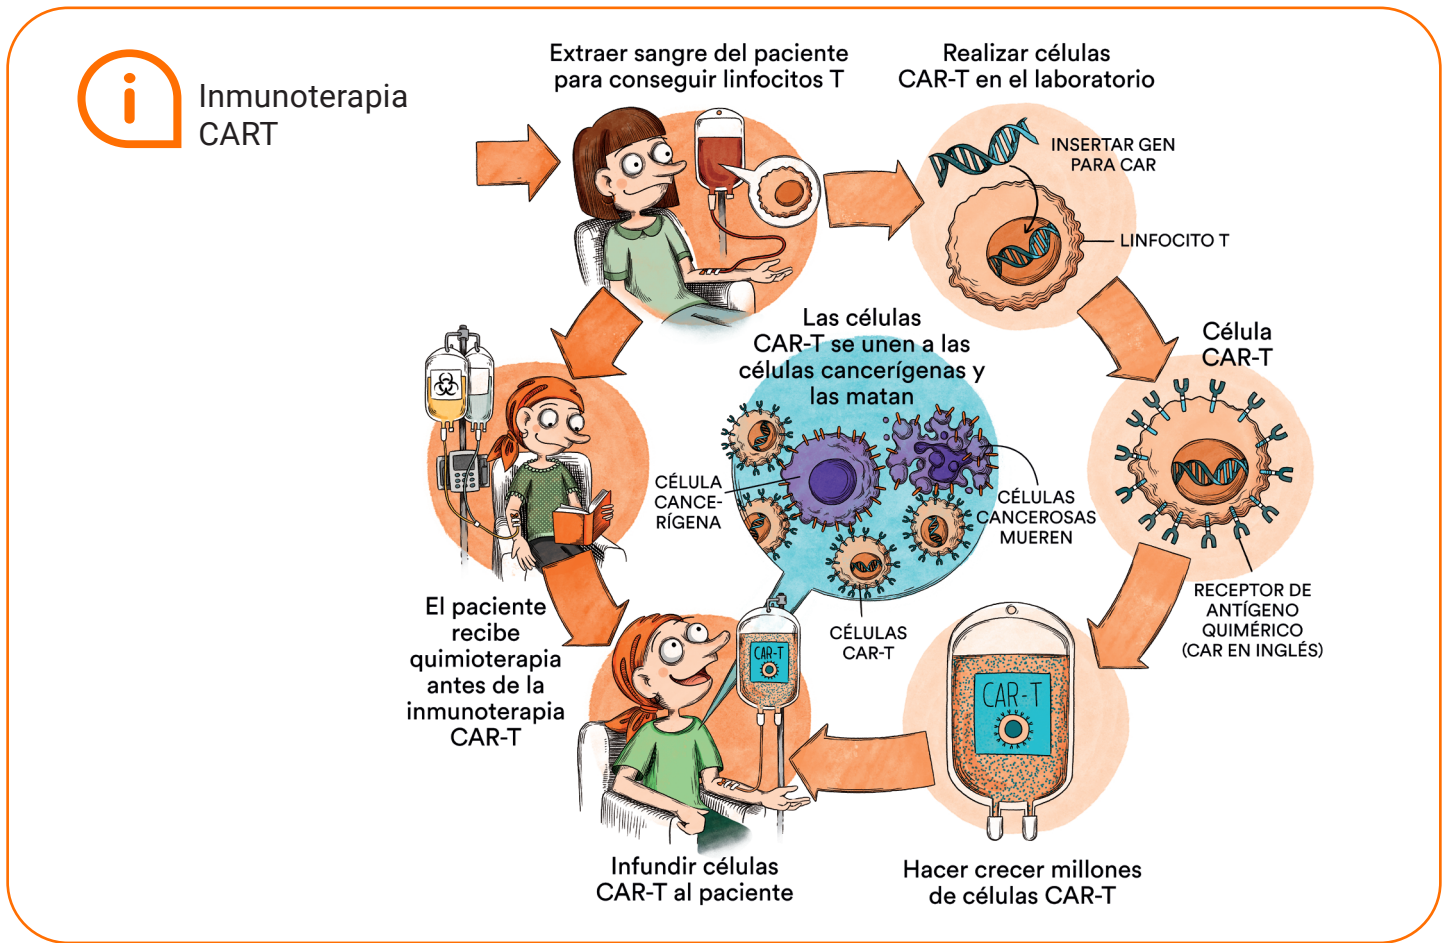 i
Inmunoterapia
CART
Extraer sangre del paciente
para conseguir linfocitos T
Realizar células
CAR-T en el laboratorio
INSERTAR GEN
PARA CAR
LINFOCITO T
Célula
CAR-T
RECEPTOR DE
ANTÍGENO
QUIMÉRICO
(CAR EN INGLÉS)
Hacer crecer millones
de células CAR-T
CAR-T
Infundir células
CAR-T al paciente
CAR-T
El paciente
recibe
quimioterapia
antes de la
inmunoterapia
CAR-T
Las células
CAR-T se unen a las
células cancerígenas y
las matan
CÉLULA
CANCE-
RÍGENA
CÉLULAS
CANCEROSAS
MUEREN
CÉLULAS
CAR-T